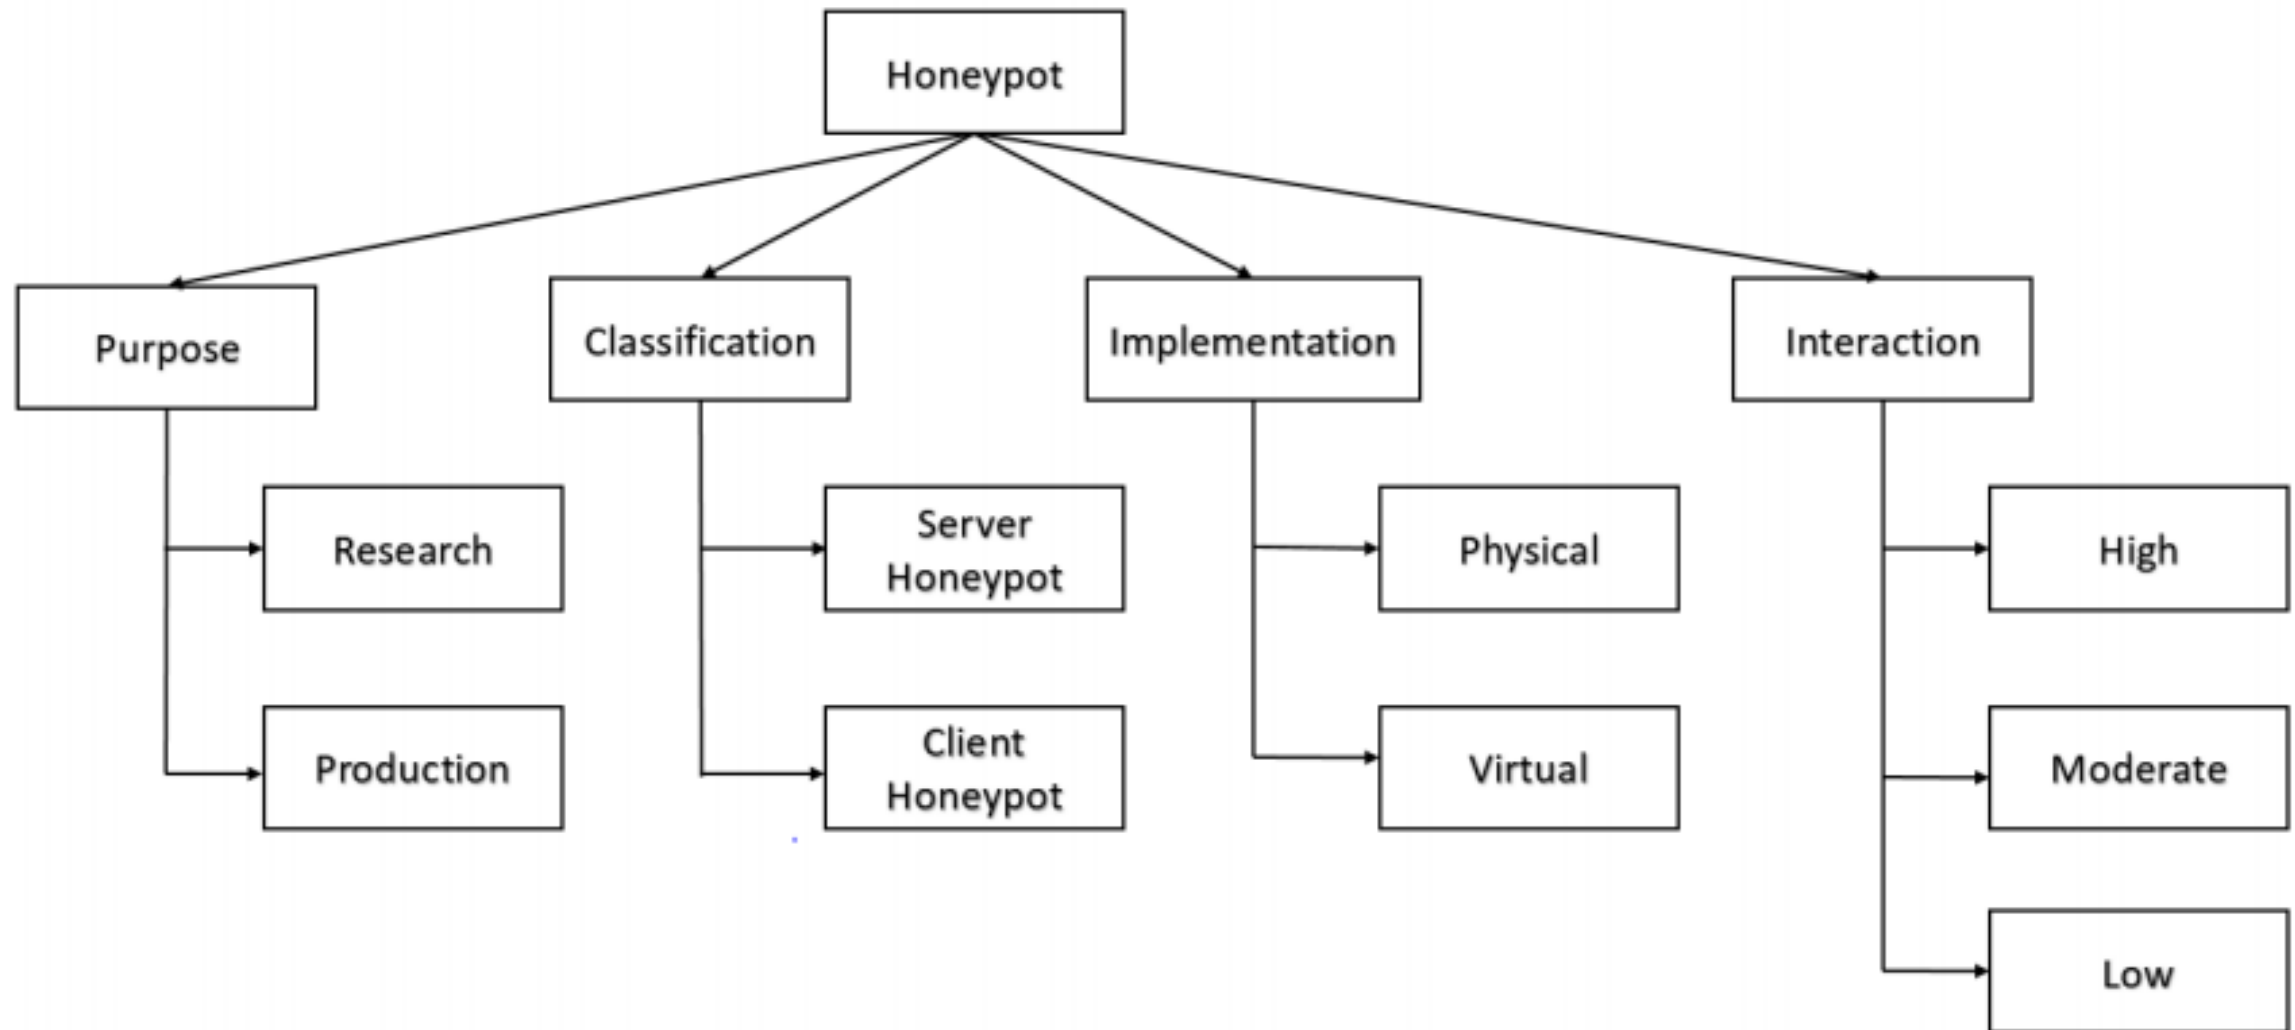 Honeypot
Purpose
Classification
Implementation
Interaction
Research
Server
Honeypot
Physical
High
Production
Client
Honeypot
Virtual
Moderate
Low